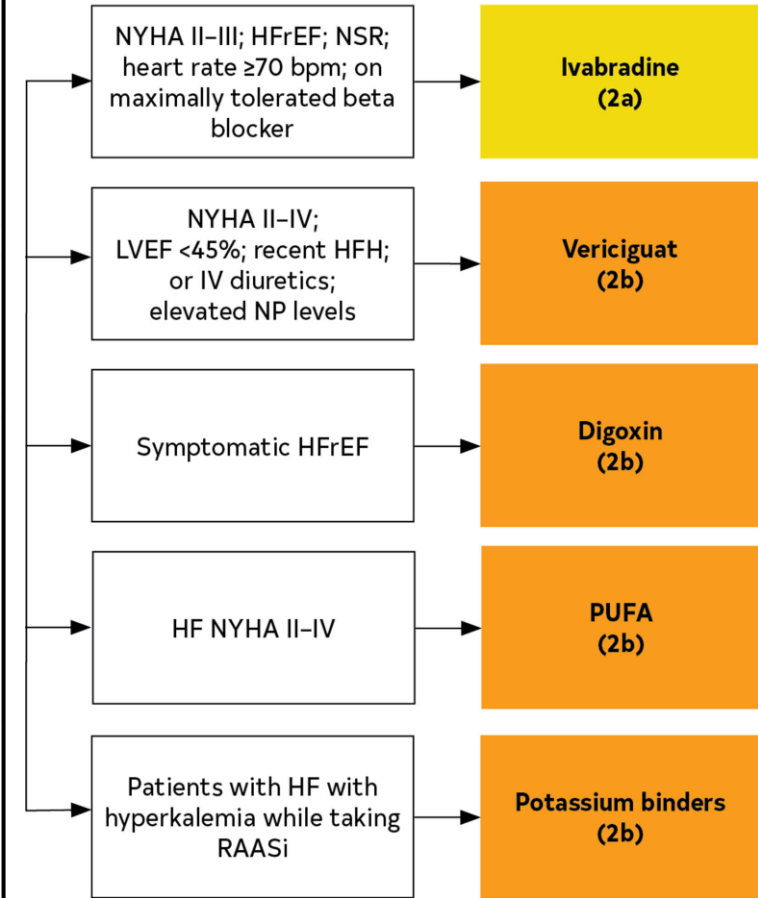 NYHA II–III; HFrEF; NSR;
heart rate ≥70 bpm; on
maximally tolerated beta
blocker
Ivabradine
(2a)
NYHA II–IV;
LVEF <45%; recent HFH;
or IV diuretics;
elevated NP levels
Vericiguat
(2b)
Symptomatic HFrEF
Digoxin
(2b)
HF NYHA II–IV
PUFA
(2b)
Patients with HF with
hyperkalemia while taking
RAASi
Potassium binders
(2b)